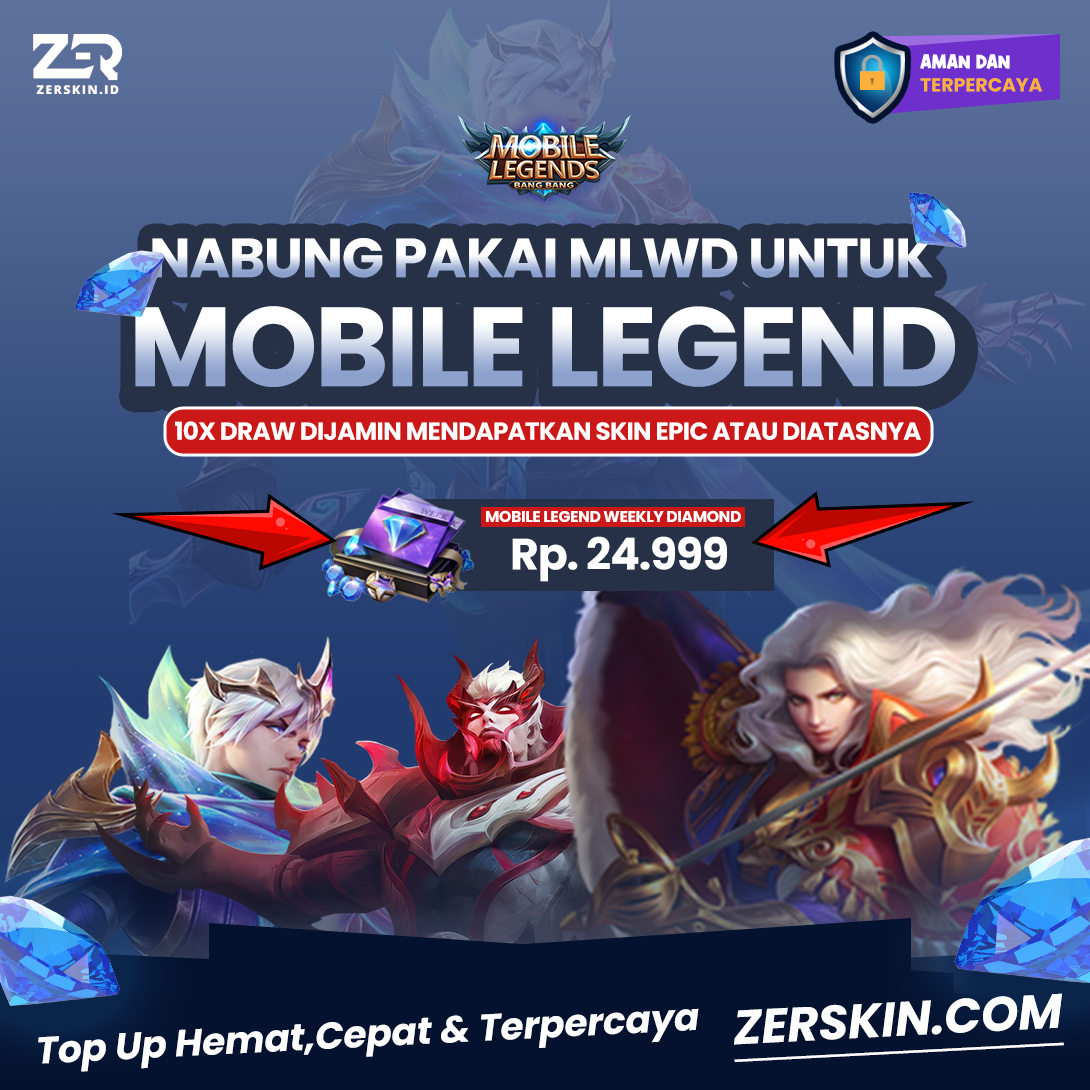 ZER
ZERSKIN.ID
AMAN DAN
TERPERCAYA
MOBILE
LEGENDS
BANG BANG
NABUNG PAKAI MLWD UNTUK
MOBILE LEGEND
10X DRAW DIJAMIN MENDAPATKAN SKIN EPIC ATAU DIATASNYA
MOBILE LEGEND WEEKLY DIAMOND
Rp. 24.999
Top Up Hemat,Cepat & Terpercaya
ZERSKIN.COM